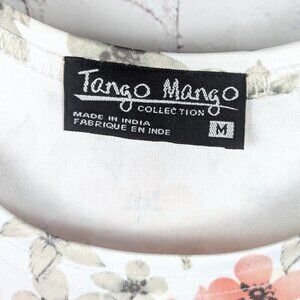 Tango Mango
COLLECTION
MADE IN INDIA
FABRIQUE EN INDE
M